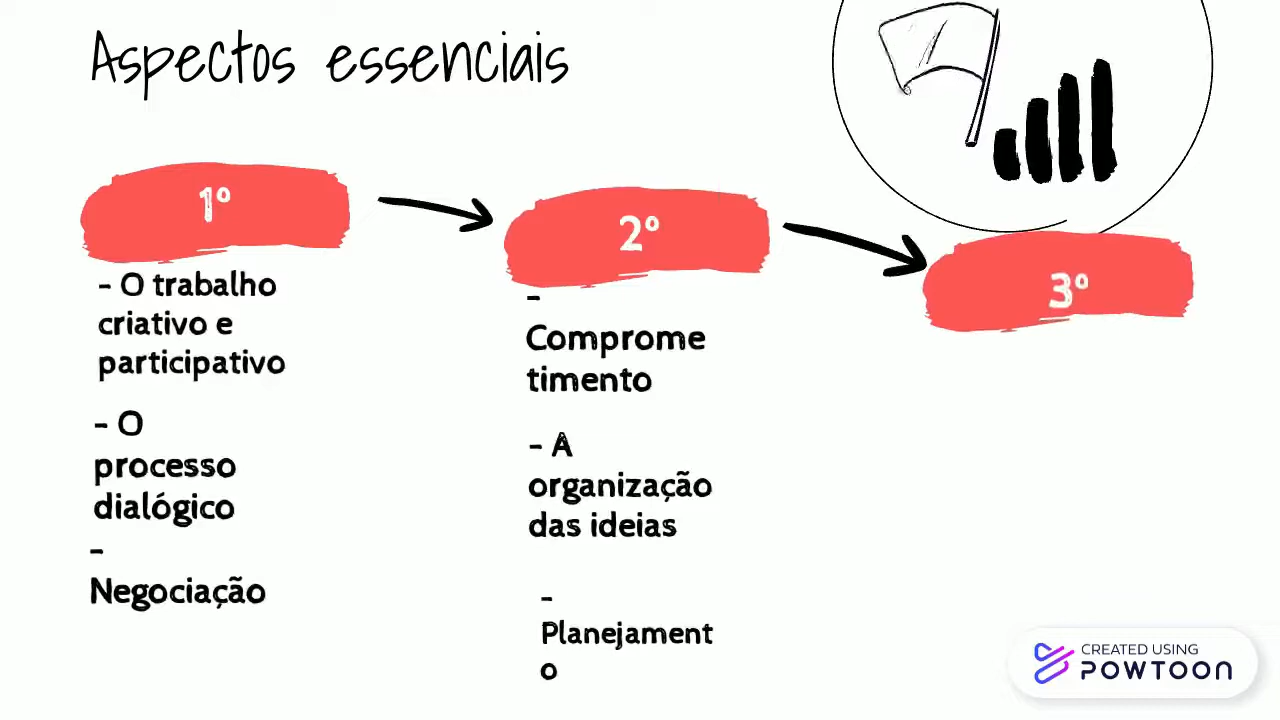 Aspectos essenciais
1º
- O trabalho
criativo e
participativo
- O
processo
dialógico
-
Negociação
2º
-
Comprome
timento
- A
organização
das ideias
-
Planejament
o
3º
CREATED USING
POWTOON